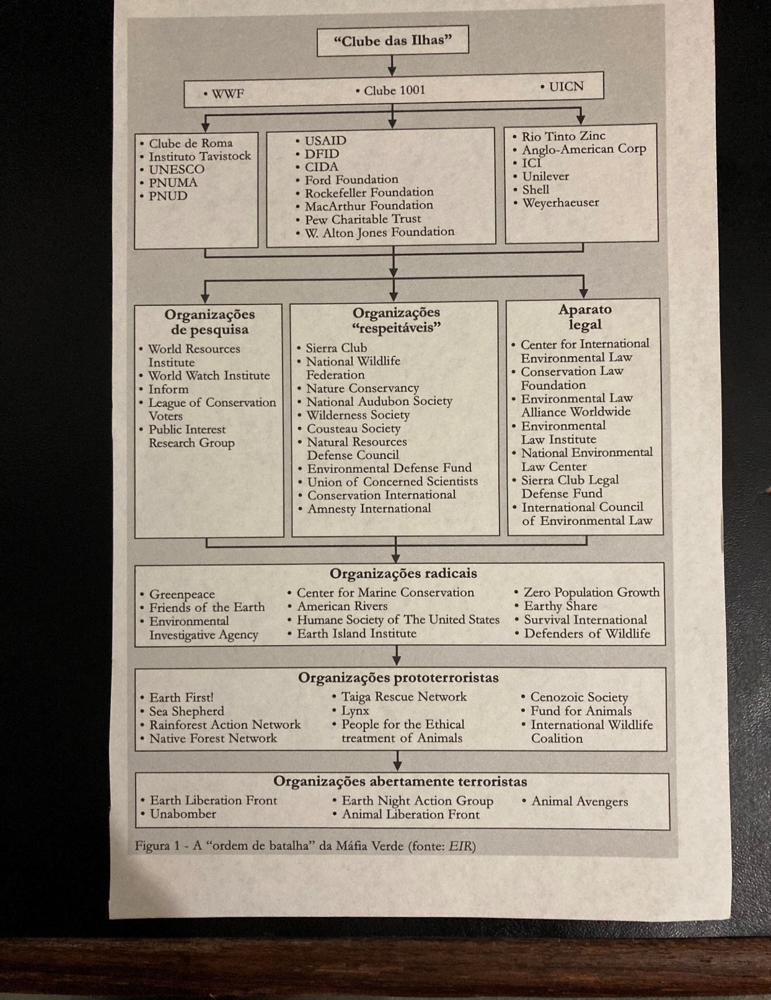 “Clube das Ilhas”
• WWF
• Clube 1001
• UICN
• Clube de Roma
• Instituto Tavistock
• UNESCO
• PNUMA
• PNUD
• USAID
• DFID
• CIDA
• Ford Foundation
• Rockefeller Foundation
• MacArthur Foundation
• Pew Charitable Trust
• W. Alton Jones Foundation
• Rio Tinto Zinc
• Anglo-American Corp
• ICI
• Unilever
• Shell
• Weyerhaeuser
Organizações
de pesquisa
• World Resources
Institute
• World Watch Institute
• Inform
• League of Conservation
Voters
• Public Interest
Research Group
Organizações
“respeitáveis”
• Sierra Club
• National Wildlife
Federation
• Nature Conservancy
• National Audubon Society
• Wilderness Society
• Cousteau Society
• Natural Resources
Defense Council
• Environmental Defense Fund
• Union of Concerned Scientists
• Conservation International
• Amnesty International
Aparato
legal
• Center for International
Environmental Law
• Conservation Law
Foundation
• Environmental Law
Alliance Worldwide
• Environmental
Law Institute
• National Environmental
Law Center
• Sierra Club Legal
Defense Fund
• International Council
of Environmental Law
Organizações radicais
• Greenpeace
• Friends of the Earth
• Environmental
Investigative Agency
• Center for Marine Conservation
• American Rivers
• Humane Society of The United States
• Earth Island Institute
• Zero Population Growth
• Earthy Share
• Survival International
• Defenders of Wildlife
Organizações prototerroristas
• Earth First!
• Sea Shepherd
• Rainforest Action Network
• Native Forest Network
• Taiga Rescue Network
• Lynx
• People for the Ethical
treatment of Animals
• Cenozoic Society
• Fund for Animals
• International Wildlife
Coalition
Organizações abertamente terroristas
• Earth Liberation Front
• Unabomber
• Earth Night Action Group
• Animal Liberation Front
• Animal Avengers
Figura 1 - A “ordem de batalha” da Máfia Verde (fonte: EIR)